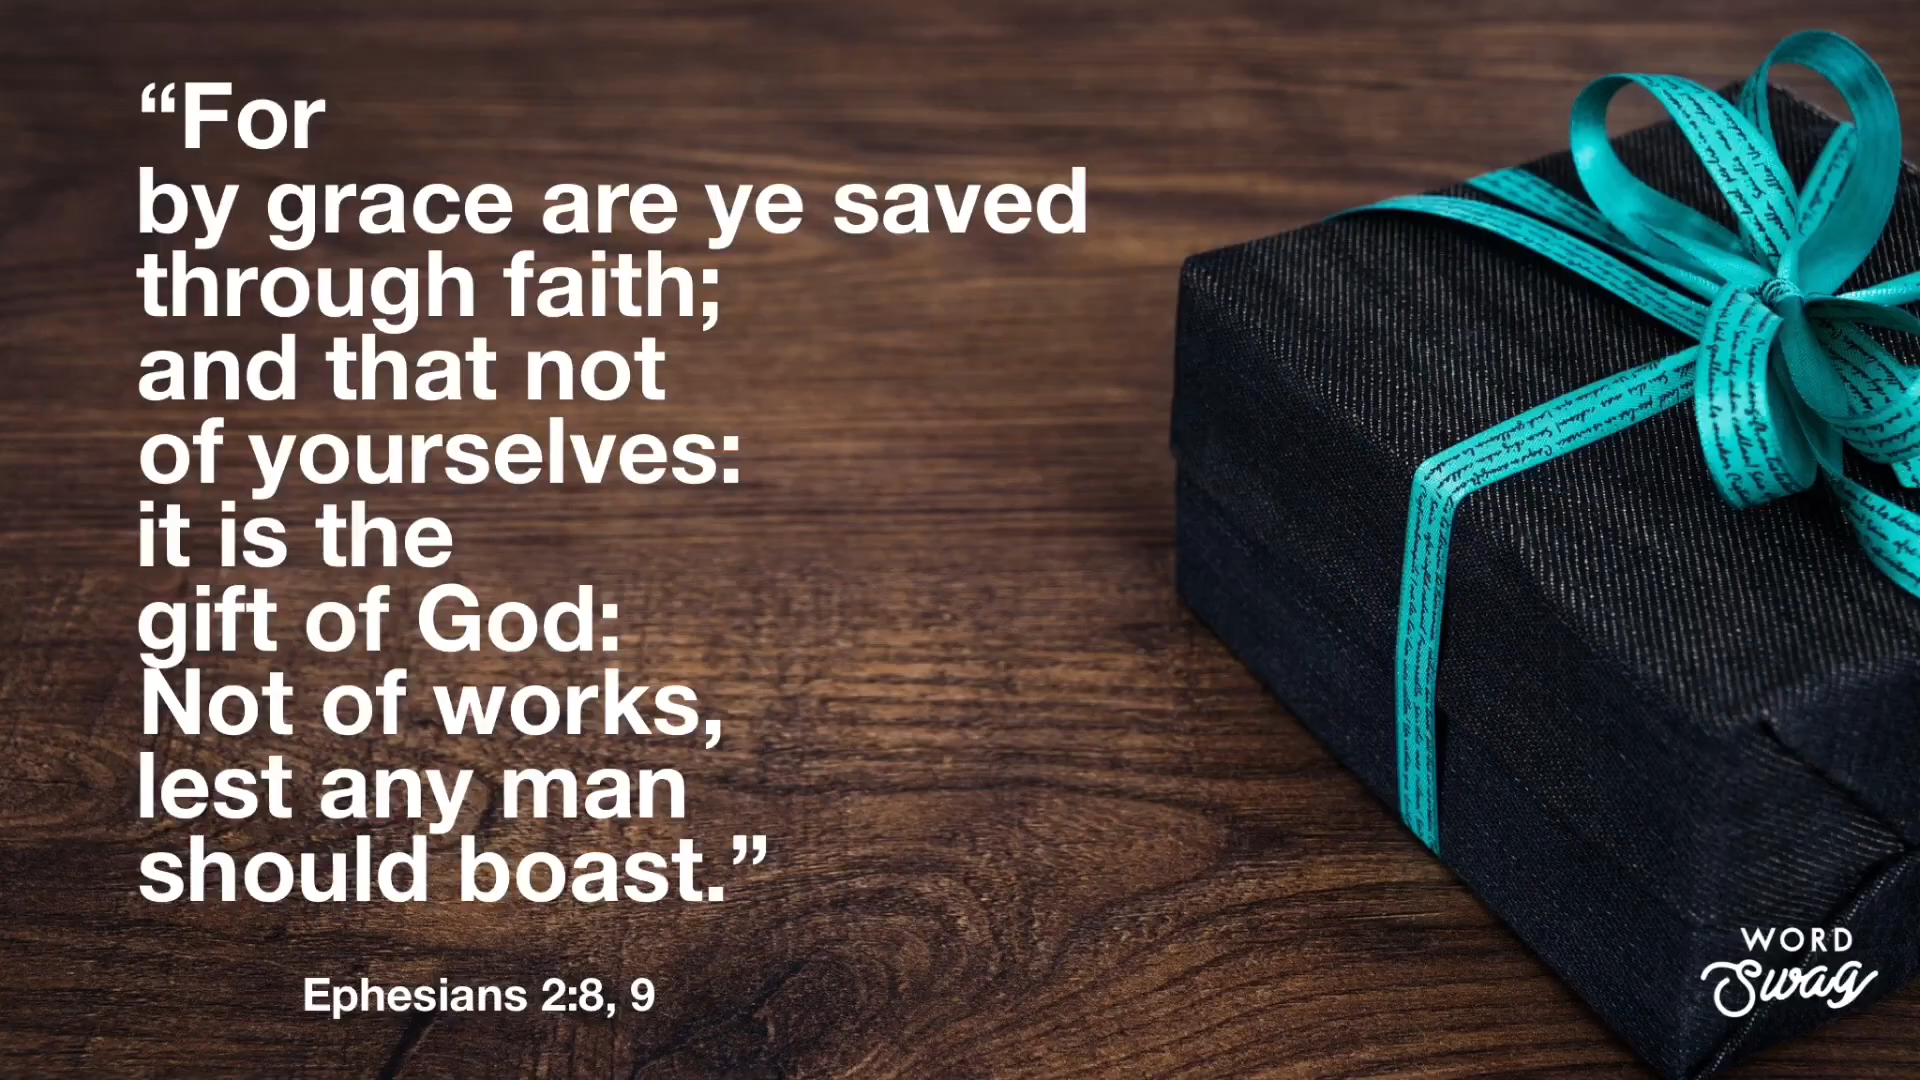 “For
by grace are ye saved
through faith;
and that not
of yourselves:
it is the
gift of God:
Not of works,
lest any man
should boast.”
Ephesians 2:8, 9
WORD
Swag